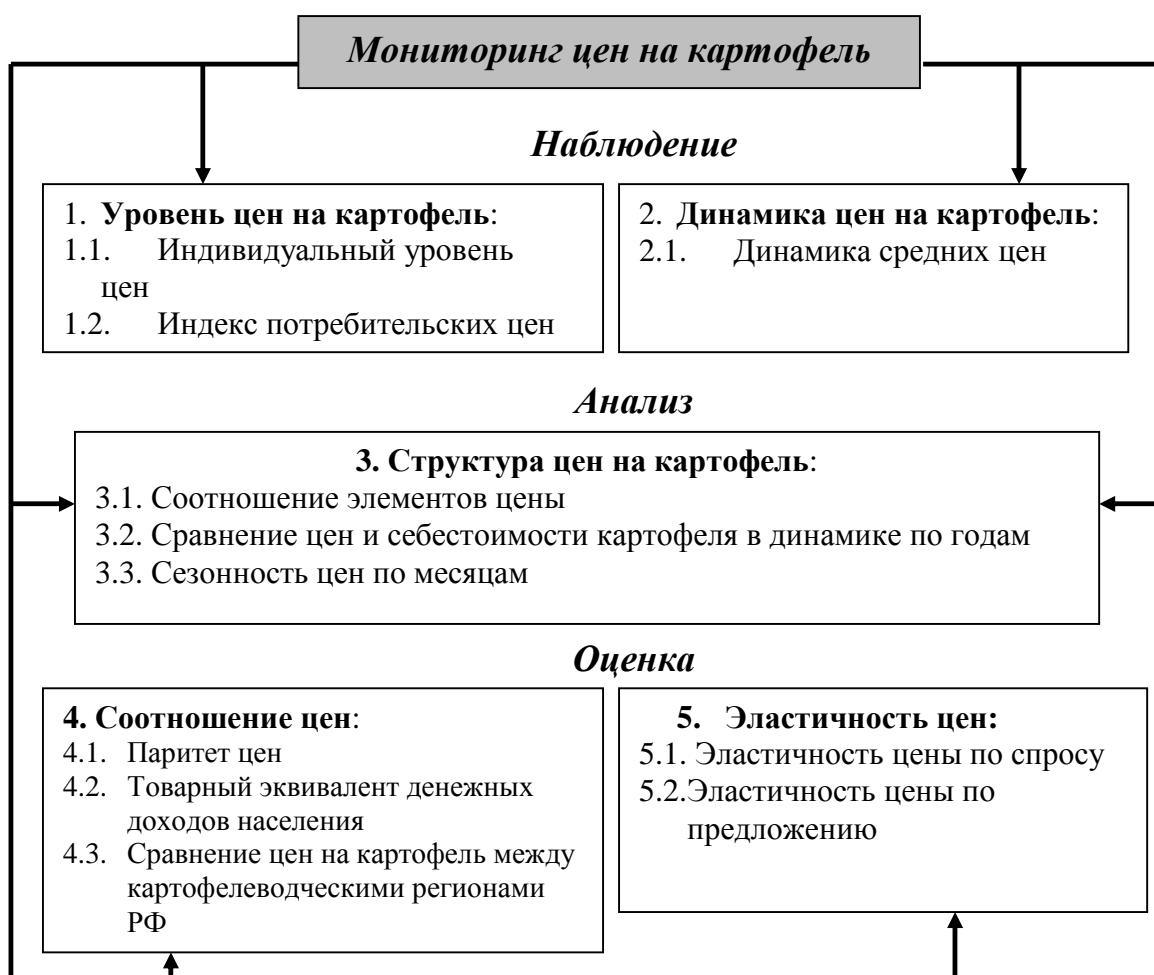 Мониторинг цен на картофель
Наблюдение
1. Уровень цен на картофель:
1.1. Индивидуальный уровень
цен
1.2. Индекс потребительских цен
2. Динамика цен на картофель:
2.1. Динамика средних цен
Анализ
3. Структура цен на картофель:
3.1. Соотношение элементов цены
3.2. Сравнение цен и себестоимости картофеля в динамике по годам
3.3. Сезонность цен по месяцам
Оценка
4. Соотношение цен:
4.1. Паритет цен
4.2. Товарный эквивалент денежных
доходов населения
4.3. Сравнение цен на картофель между
картофелеводческими регионами
РФ
5. Эластичность цен:
5.1. Эластичность цены по спросу
5.2.Эластичность цены по
предложению